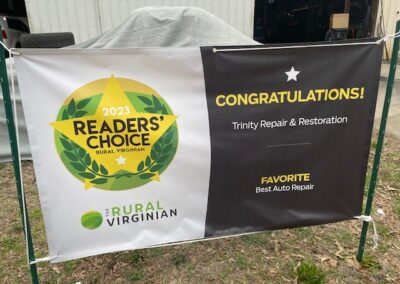 2023
READERS'
CHOICE
RURAL VIRGINIAN
THE RURAL
VIRGINIAN
CONGRATULATIONS!
Trinity Repair & Restoration
FAVORITE
Best Auto Repair